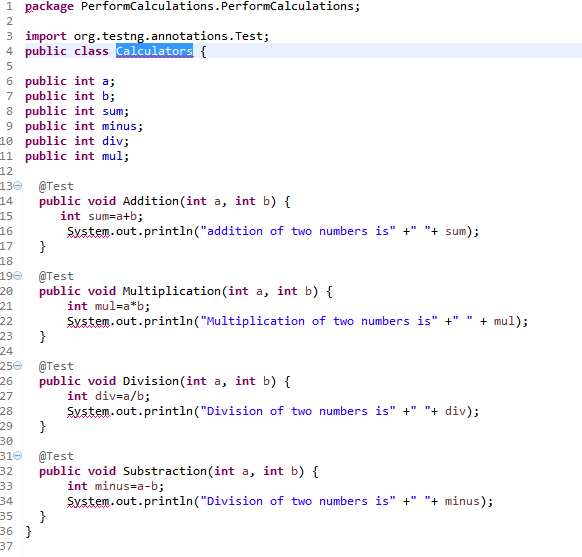 1 package PerformCalculations.PerformCalculations;
2
3 import org.testng.annotations.Test;
4 public class Calculators {
5
6 public int a;
7 public int b;
8 public int sum;
9 public int minus;
10 public int div;
11 public int mul;
12
13 @Test
14 public void Addition(int a, int b) {
15 int sum=a+b;
16 System.out.println("addition of two numbers is" +" "+ sum);
17 }
18
19 @Test
20 public void Multiplication(int a, int b) {
21 int mul=a*b;
22 System.out.println("Multiplication of two numbers is" +" " + mul);
23 }
24
25 @Test
26 public void Division(int a, int b) {
27 int div=a/b;
28 System.out.println("Division of two numbers is" +" "+ div);
29 }
30
31 @Test
32 public void Substraction(int a, int b) {
33 int minus=a-b;
34 System.out.println("Division of two numbers is" +" "+ minus);
35 }
36 }
37